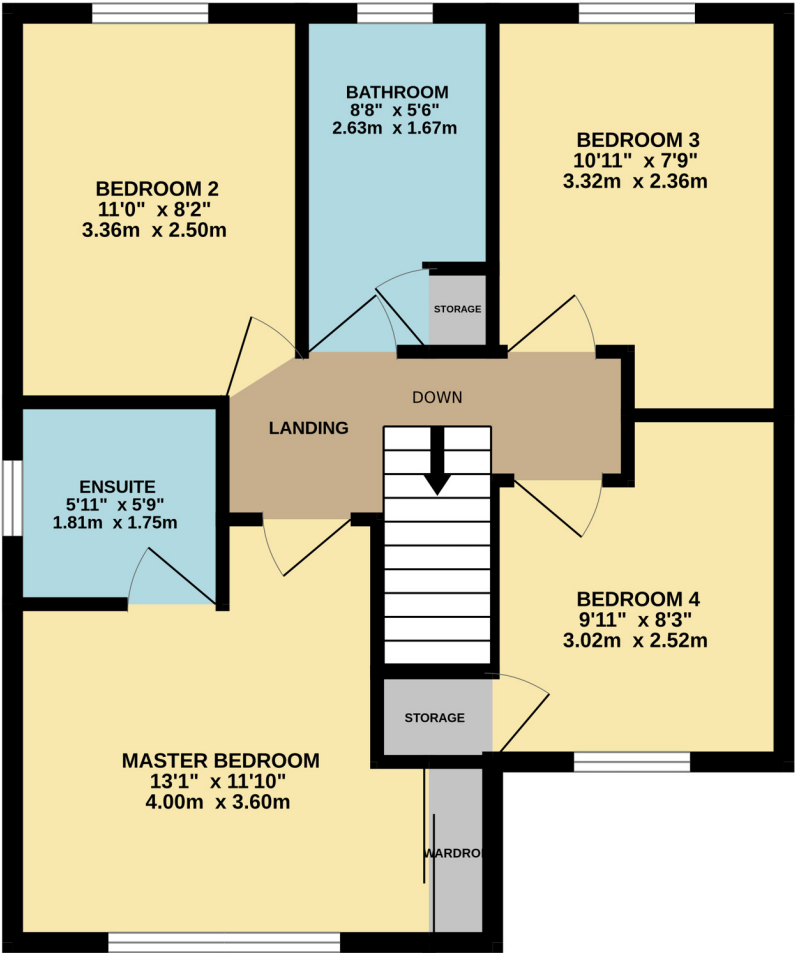 BATHROOM
8'8" x 5'6"
2.63m x 1.67m
BEDROOM 3
10'11" x 7'9"
3.32m x 2.36m
BEDROOM 2
11'0" x 8'2"
3.36m x 2.50m
STORAGE
DOWN
LANDING
ENSUITE
5'11" x 5'9"
1.81m x 1.75m
BEDROOM 4
9'11" x 8'3"
3.02m x 2.52m
STORAGE
MASTER BEDROOM
13'1" x 11'10"
4.00m x 3.60m
WARDRO